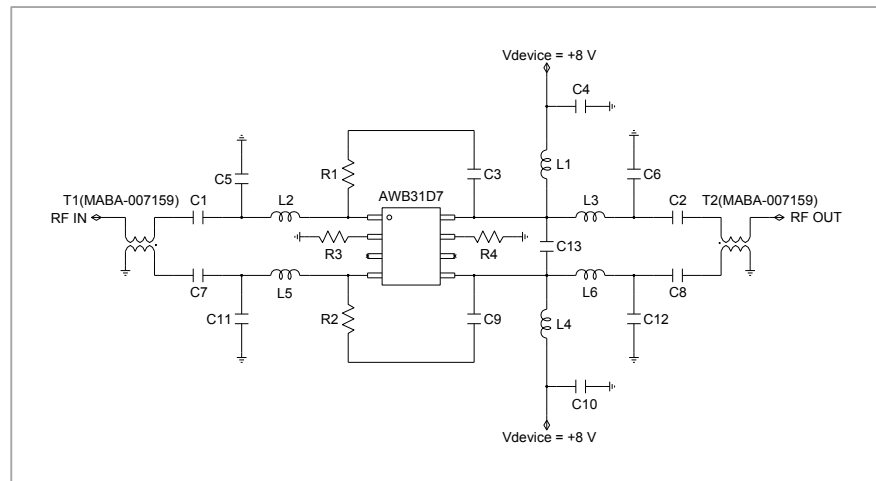 Vdevice = +8 V
C4
C5
R1
C3
L1
C6
T1(MABA-007159)
C1
L2
AWB31D7
L3
C2
T2(MABA-007159)
RF IN
RF OUT
R3
R4
C13
C7
L5
L6
C8
C11
R2
C9
L4
C12
C10
Vdevice = +8 V